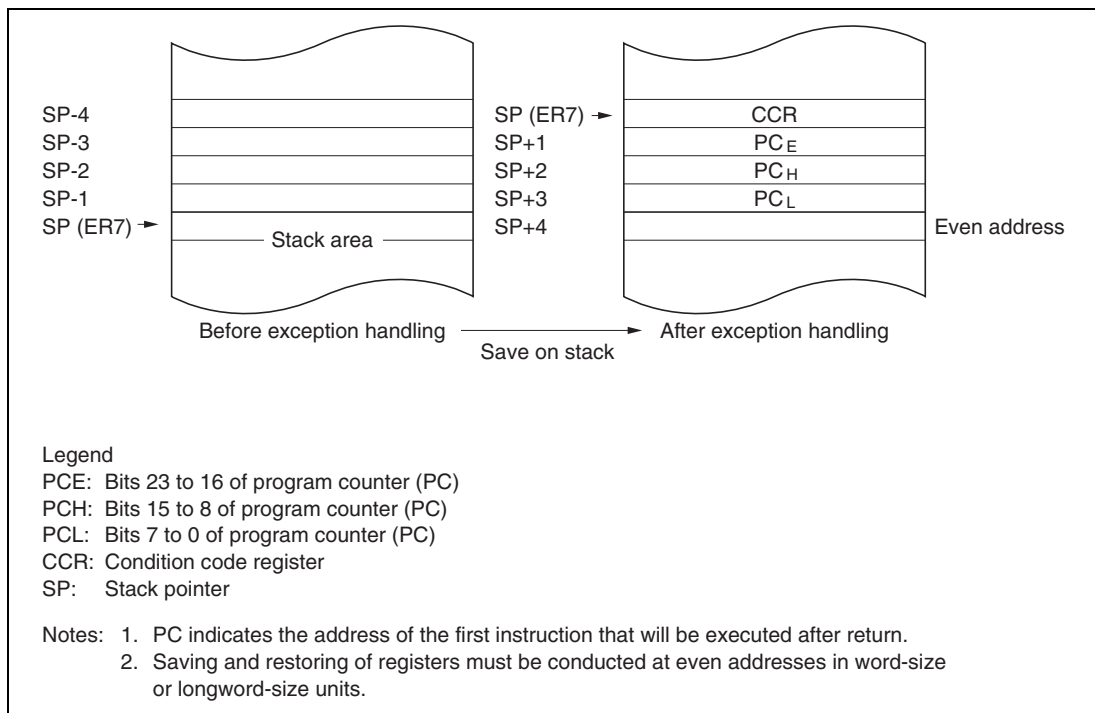 SP-4
SP-3
SP-2
SP-1
SP (ER7)
Stack area
SP (ER7)
SP+1
SP+2
SP+3
SP+4
CCR
PCE
PCH
PCL
Even address
Before exception handling
Save on stack
After exception handling
Legend
PCE: Bits 23 to 16 of program counter (PC)
PCH: Bits 15 to 8 of program counter (PC)
PCL: Bits 7 to 0 of program counter (PC)
CCR: Condition code register
SP: Stack pointer
Notes: 1. PC indicates the address of the first instruction that will be executed after return.
2. Saving and restoring of registers must be conducted at even addresses in word-size
or longword-size units.